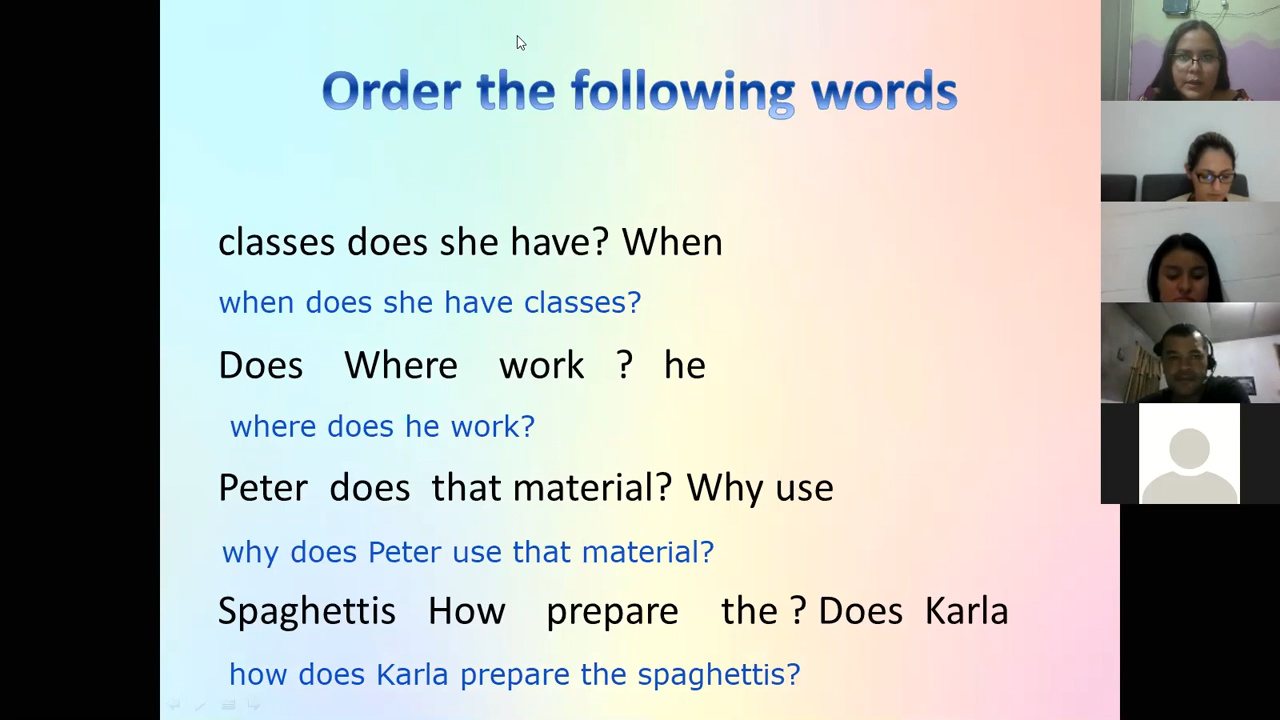 Order the following words
classes does she have? When
when does she have classes?
Does Where work ? he
where does he work?
Peter does that material? Why use
why does Peter use that material?
Spaghettis How prepare the ? Does Karla
how does Karla prepare the spaghettis?